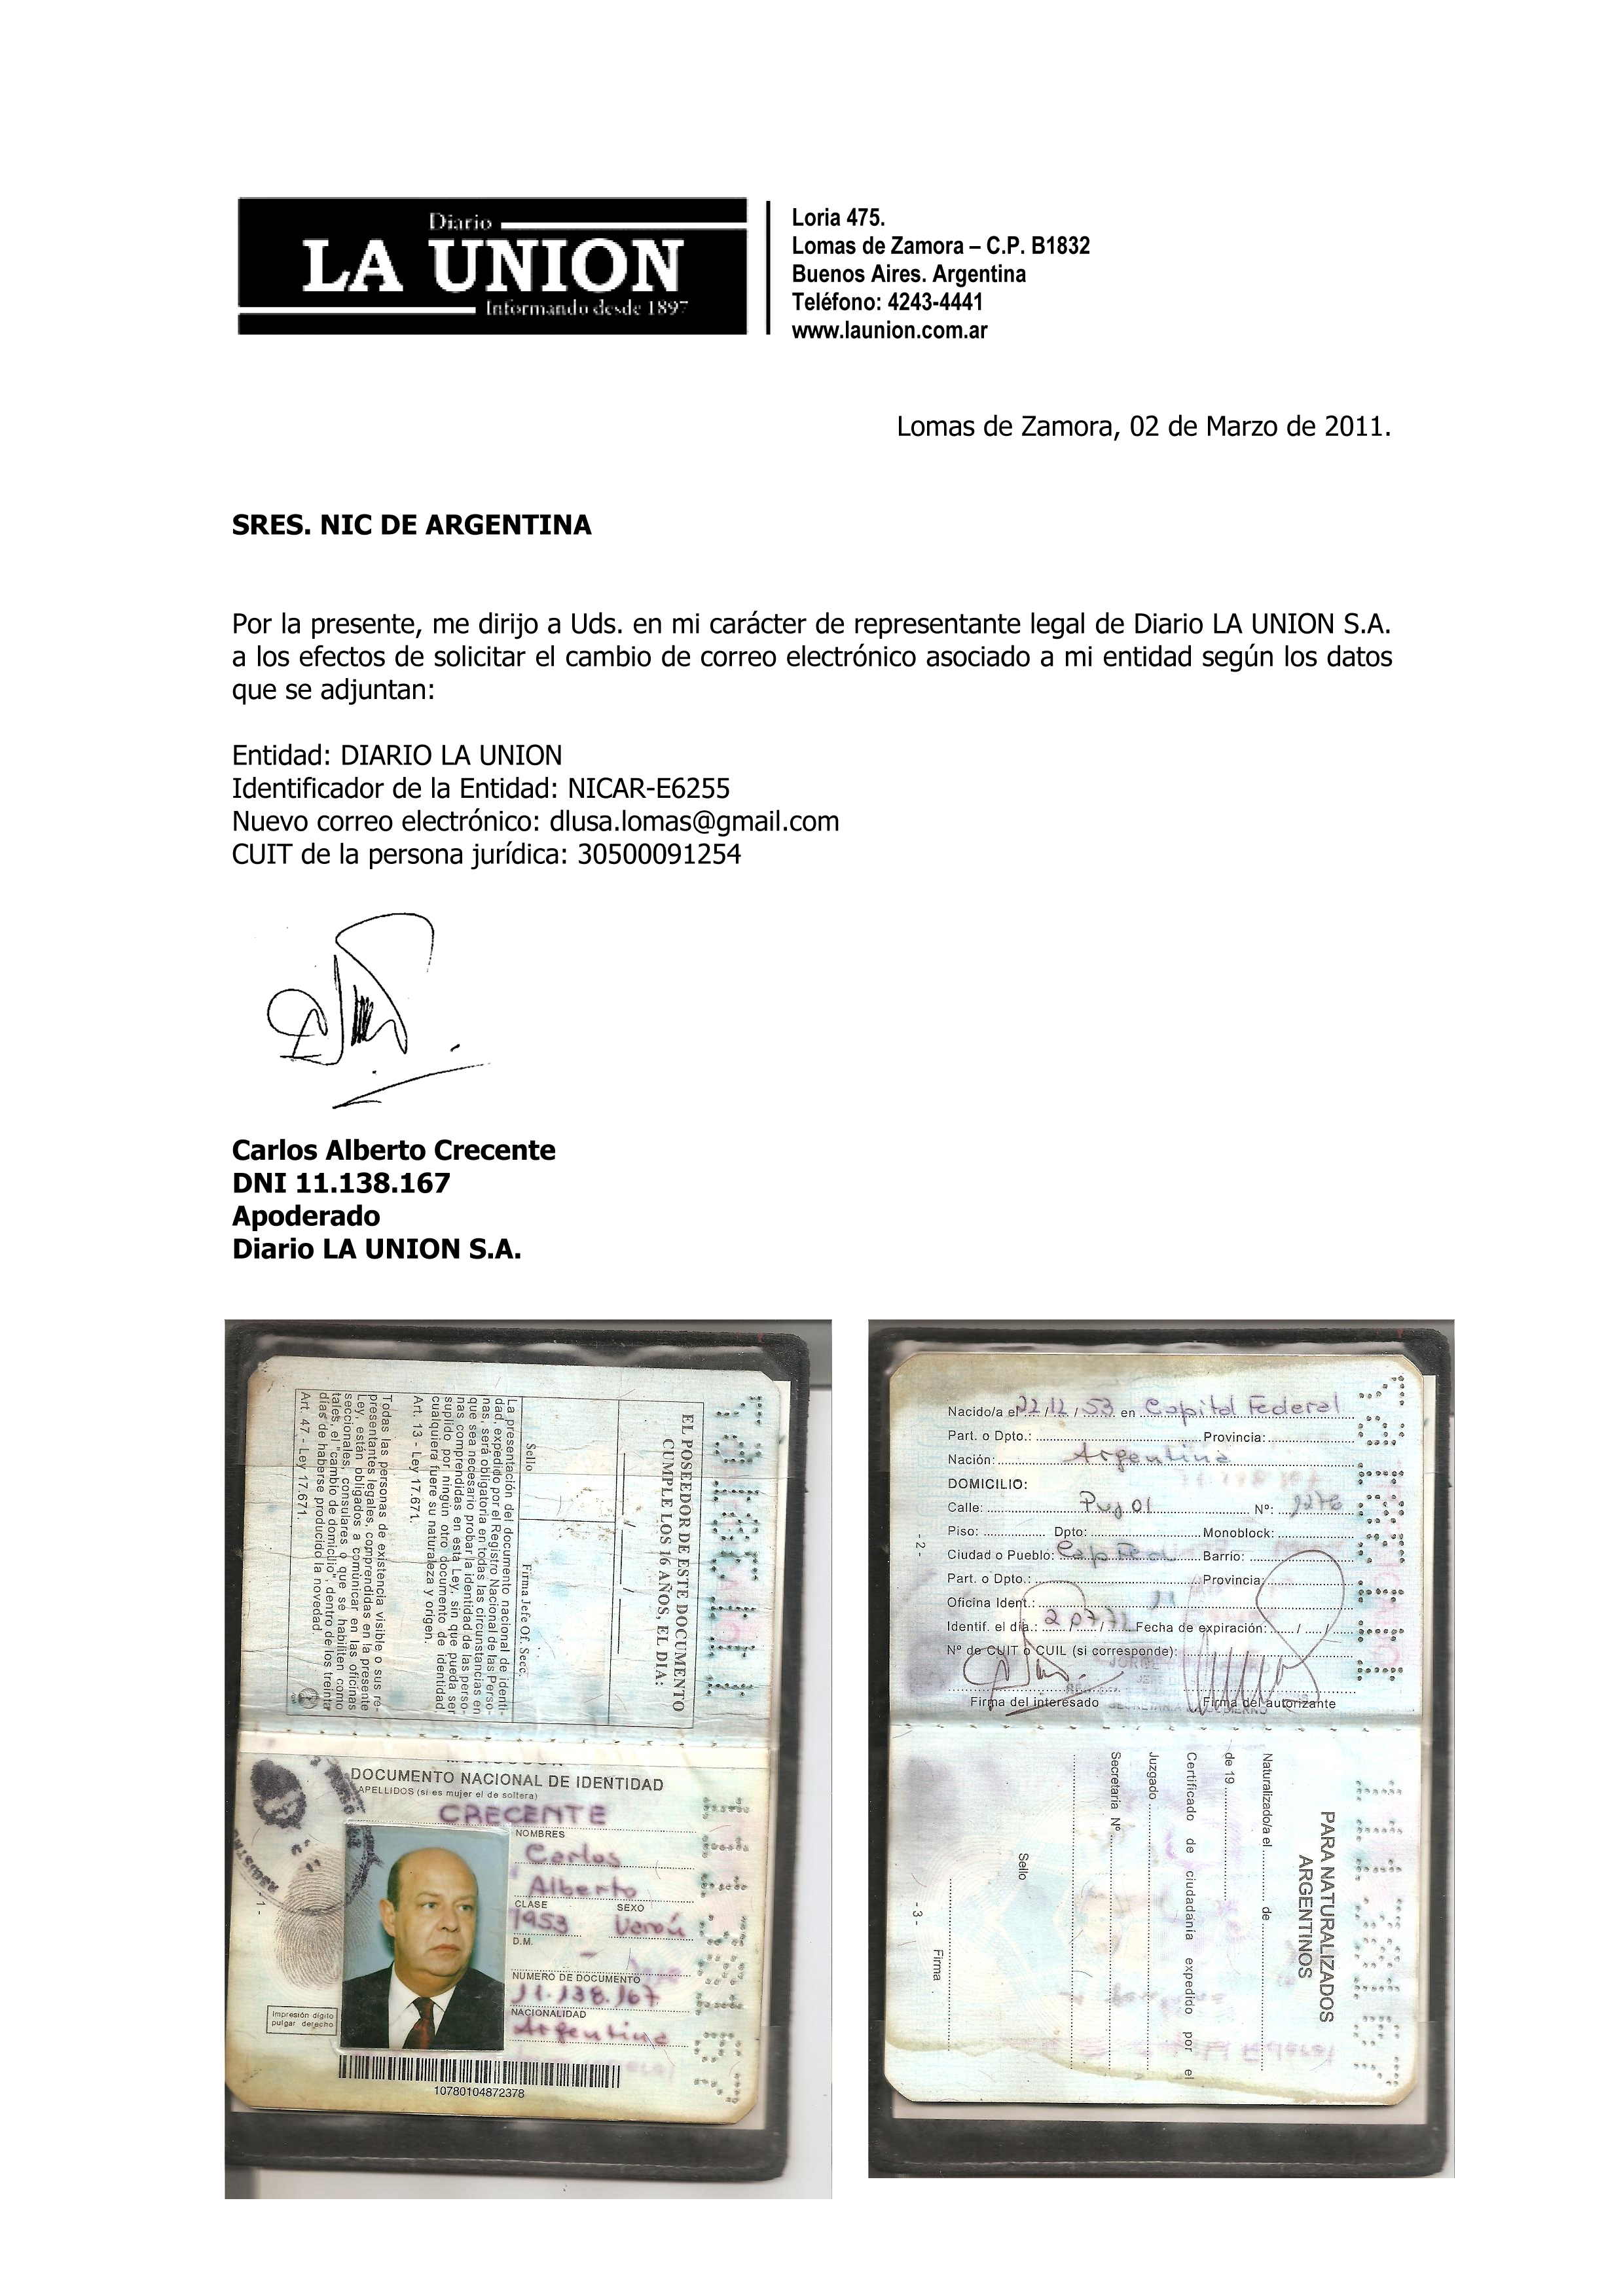 Diario
LA UNION
Informando desde 1897
Loria 475.
Lomas de Zamora – C.P. B1832
Buenos Aires. Argentina
Teléfono: 4243-4441
www.launion.com.ar
Lomas de Zamora, 02 de Marzo de 2011.
SRES. NIC DE ARGENTINA
Por la presente, me dirijo a Uds. en mi carácter de representante legal de Diario LA UNION S.A.
a los efectos de solicitar el cambio de correo electrónico asociado a mi entidad según los datos
que se adjuntan:
Entidad: DIARIO LA UNION
Identificador de la Entidad: NICAR-E6255
Nuevo correo electrónico: dlusa.lomas@gmail.com
CUIT de la persona jurídica: 30500091254
Carlos Alberto Crecente
DNI 11.138.167
Apoderado
Diario LA UNION S.A.
EL POSEEDOR DE ESTE DOCUMENTO
CUMPLE LOS 16 AÑOS, EL DIA:
Sello
Firma Jefe Of. Secc.
La presentación del documento nacional de identi-
dad, expedido por el Registro Nacional de las Perso-
nas, será obligatoria en todas las circunstancias en
que sea necesario probar la identidad de las perso-
nas comprendidas en esta Ley, sin que pueda ser
suplido por ningún otro documento de identidad,
cualquiera fuere su naturaleza y origen.
Art. 13 - Ley 17.671.
Todas las personas de existencia visible o sus re-
presentantes legales, comprendidas en la presente
Ley, están obligados a comunicar en las oficinas
seccionales, consulares o que se habiliten como
tales, el "cambio de domicilio", dentro de los treinta
días de haberse producido la novedad.
Art. 47 - Ley 17.671.
DOCUMENTO NACIONAL DE IDENTIDAD
APELLIDOS (si es mujer el de soltera)
CRECENTE
NOMBRES
Carlos
Alberto
CLASE SEXO
1953 Varón
D.M.
NUMERO DE DOCUMENTO
11.138.167
NACIONALIDAD
Argentina
- 1 -
Impresión dígito
pulgar derecho
10780104872378
Nacido/a el 22/12/53 en Capital Federal
Part. o Dpto.: Provincia:
Nación: Argentina
DOMICILIO:
Calle: Pujol Nº:
Piso: Dpto: Monoblock:
Ciudad o Pueblo: Cap Fed Barrio:
Part. o Dpto.: Provincia:
Oficina Ident.:
Identif. el día.: Fecha de expiración: / /
Nº de CUIT o CUIL (si corresponde):
Firma del interesado Firma del autorizante
- 2 -
PARA NATURALIZADOS
ARGENTINOS
Naturalizado/a el de
de 19
Certificado de ciudadanía expedido por el
Juzgado
Secretaría Nº
Sello
Firma
- 3 -